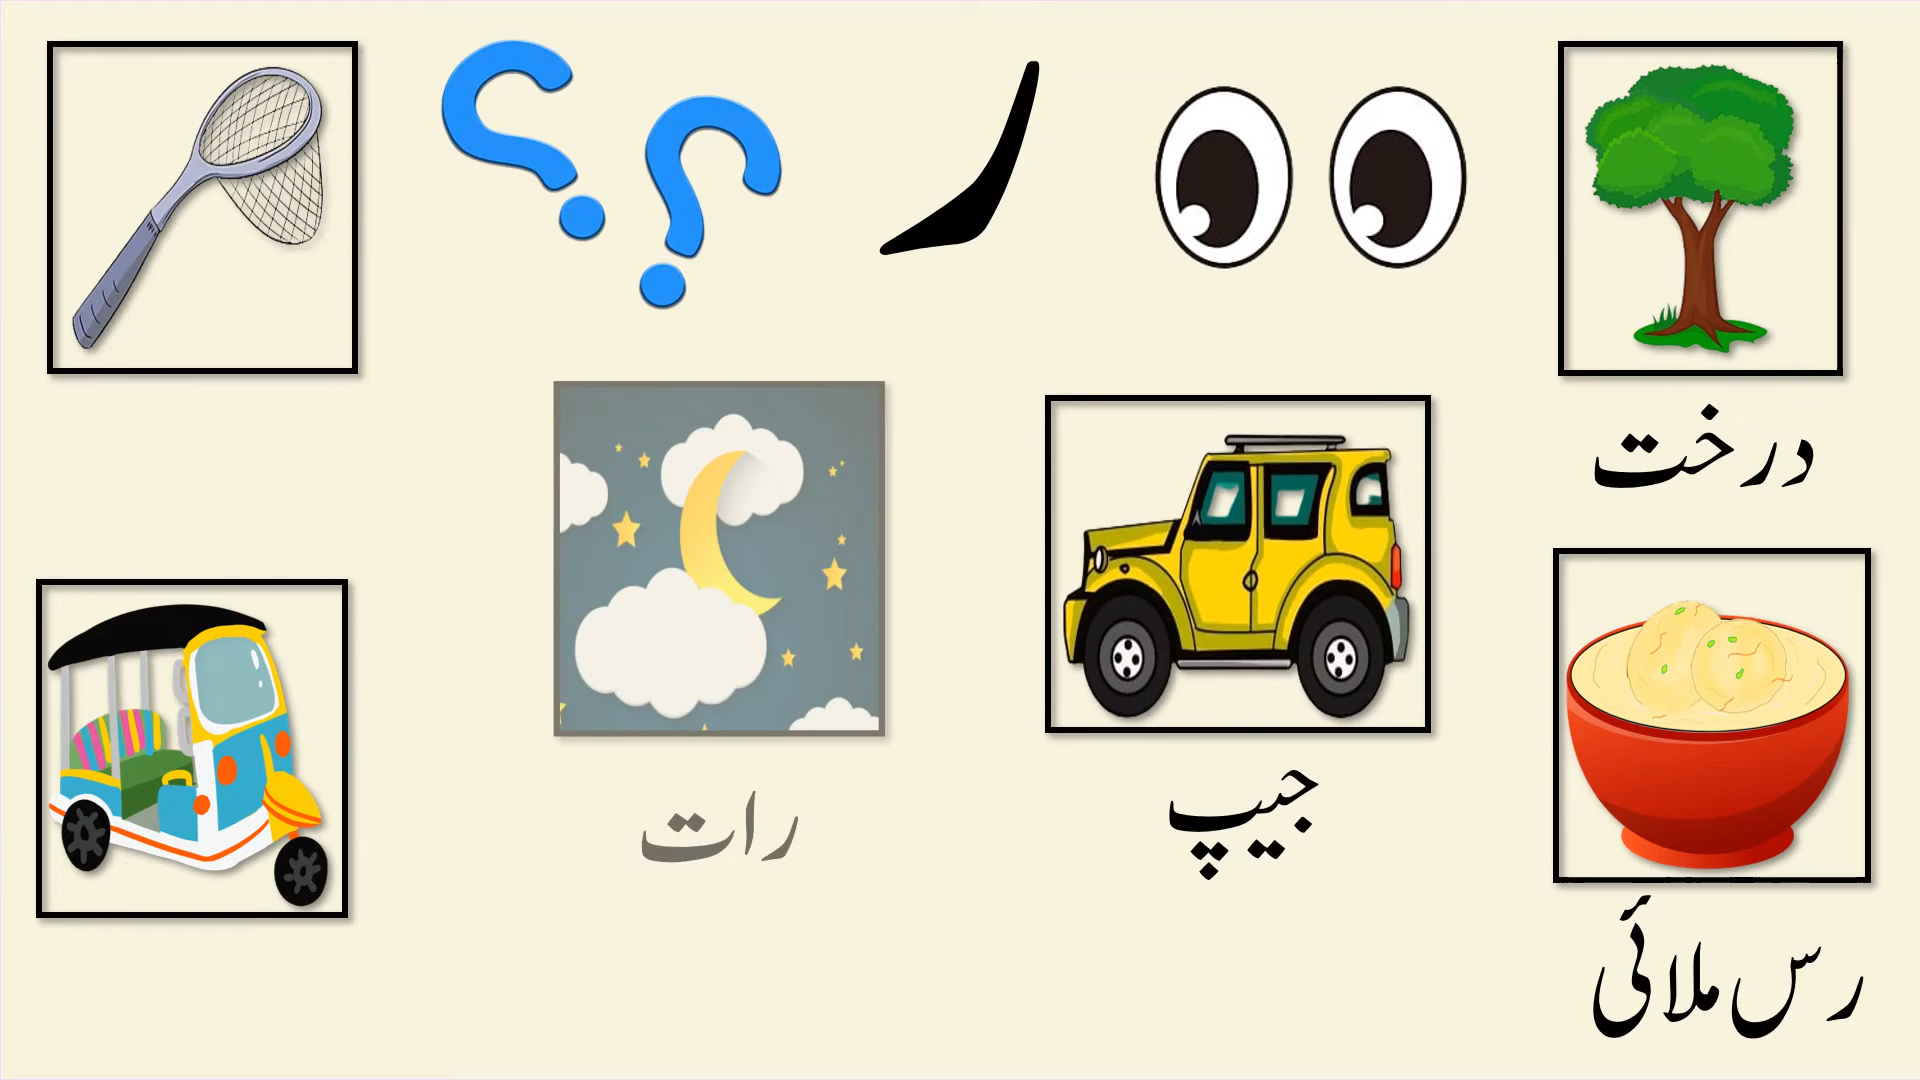 ر
درخت
جیپ
رات
رس ملائی